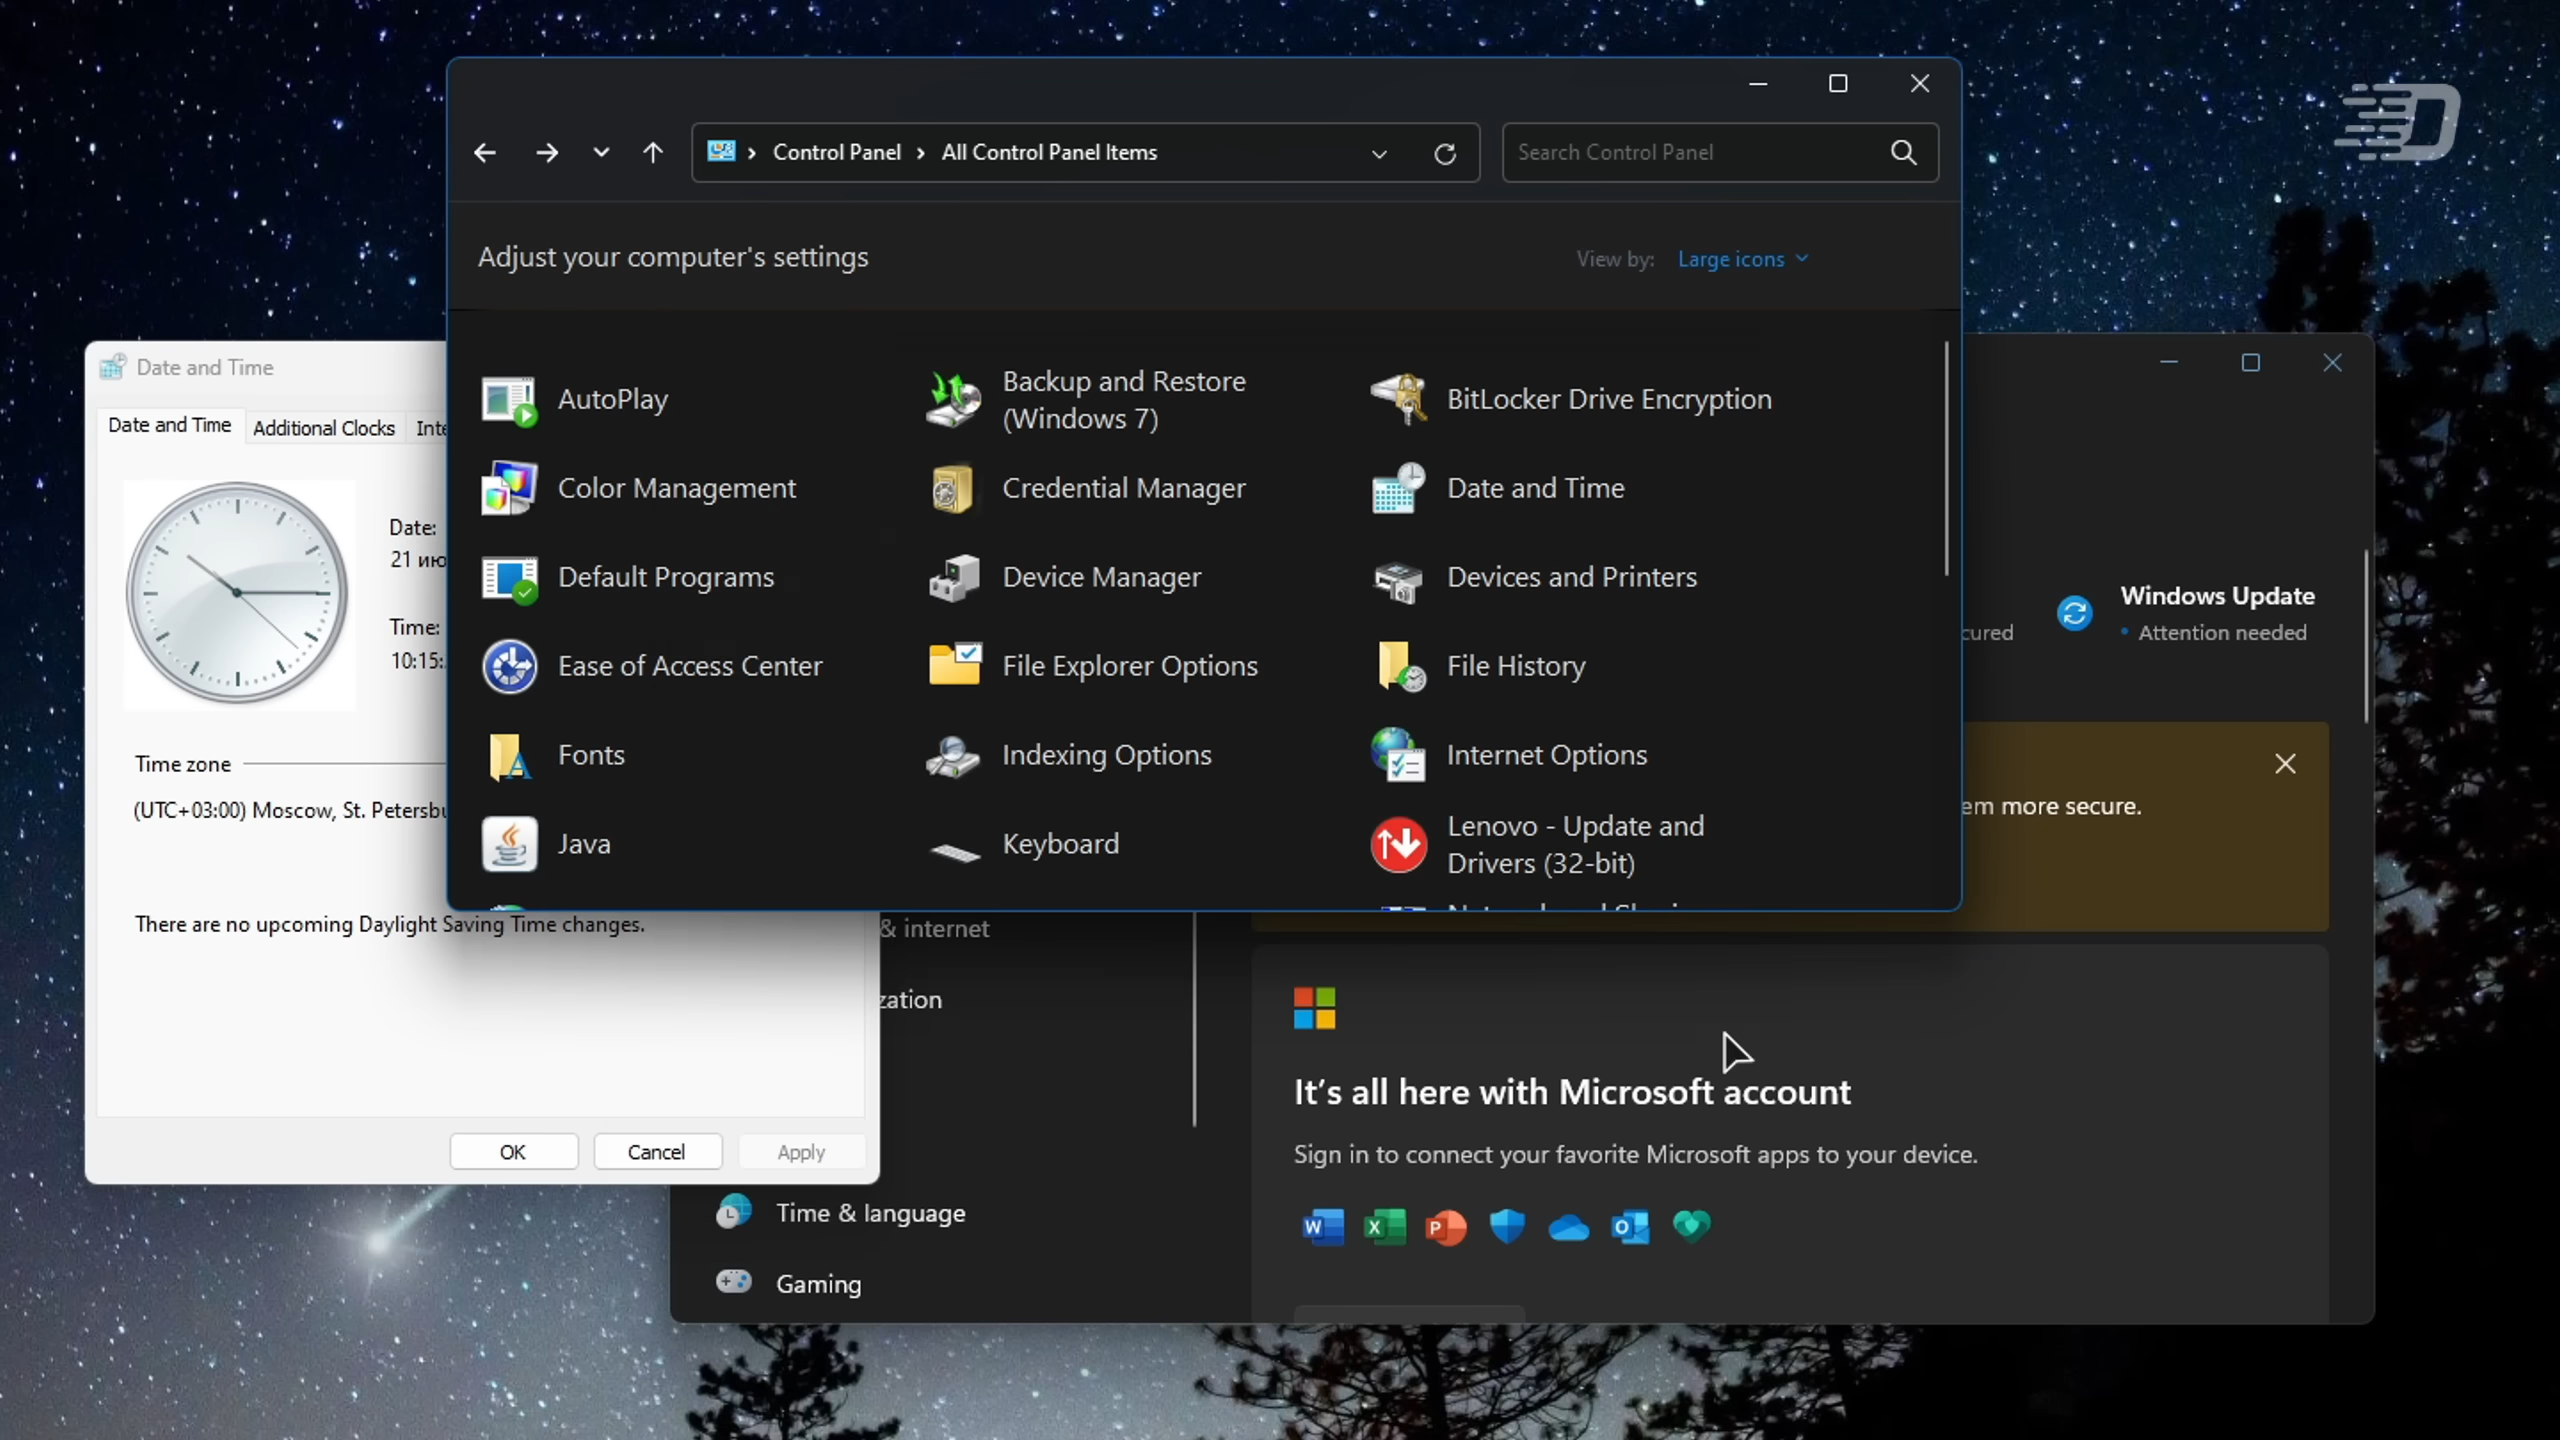 Control Panel
All Control Panel Items
Search Control Panel
Adjust your computer's settings
View by:
Large icons
AutoPlay
Backup and Restore
(Windows 7)
BitLocker Drive Encryption
Color Management
Credential Manager
Date and Time
Default Programs
Device Manager
Devices and Printers
Ease of Access Center
File Explorer Options
File History
Fonts
Indexing Options
Internet Options
Java
Keyboard
Lenovo - Update and
Drivers (32-bit)
Date and Time
Date and Time
Additional Clocks
Date:
21
Time:
10:15:
Time zone
(UTC+03:00) Moscow, St.
There are no upcoming Daylight Saving Time changes.
OK
Cancel
Apply
Windows Update
Attention needed
more secure.
& internet
Time & language
Gaming
It's all here with Microsoft account
Sign in to connect your favorite Microsoft apps to your device.